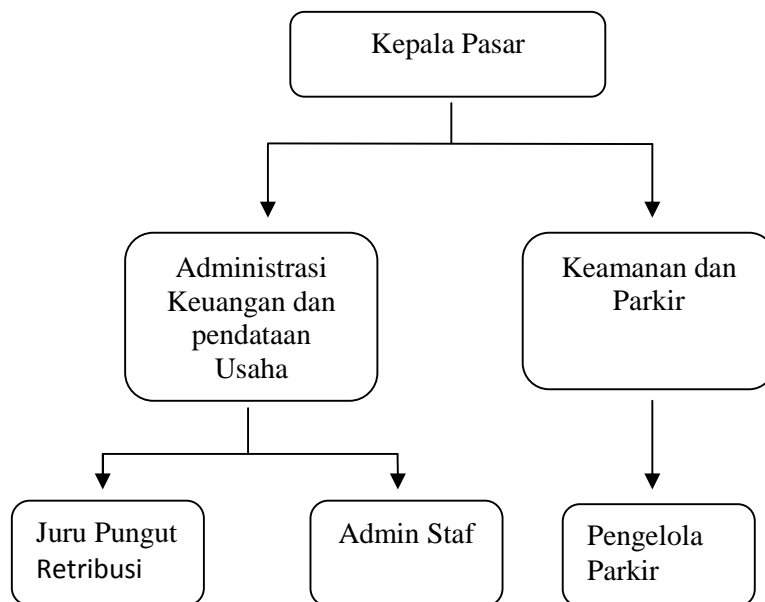 Kepala Pasar
Administrasi
Keuangan dan
pendataan
Usaha
Keamanan dan
Parkir
Juru Pungut
Retribusi
Admin Staf
Pengelola
Parkir